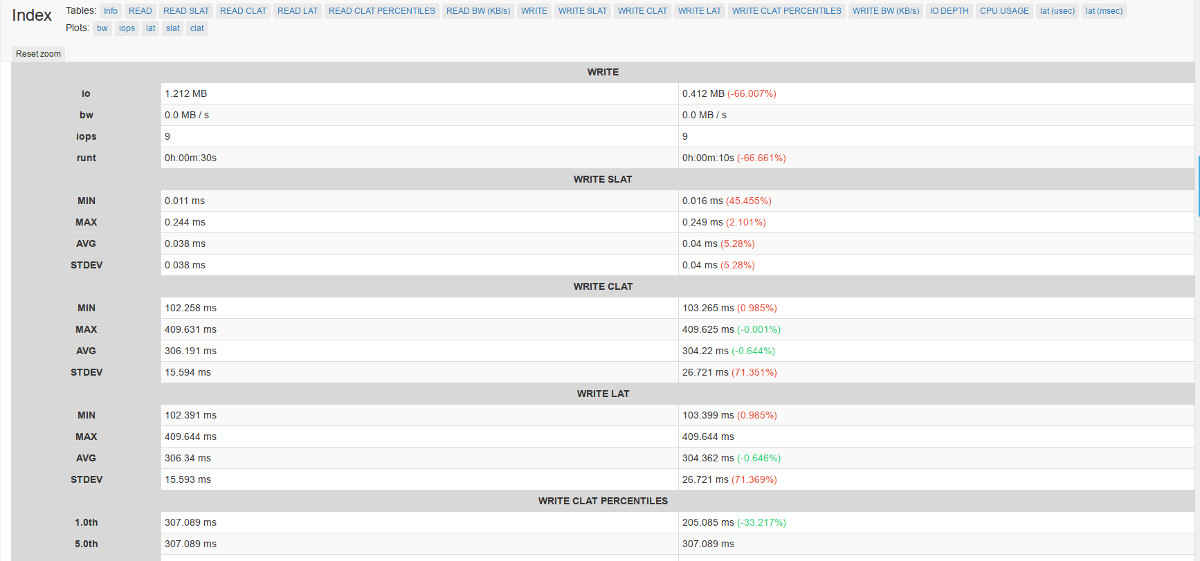 Index Tables: Info READ READ SLAT READ CLAT READ LAT READ CLAT PERCENTILES READ BW (KB/s) WRITE WRITE SLAT WRITE CLAT WRITE LAT WRITE CLAT PERCENTILES WRITE BW (KB/s) IO DEPTH CPU USAGE lat (usec) lat (msec)
Plots: bw iops lat slat clat
Reset zoom
WRITE
io 1.212 MB 0.412 MB (-66.007%)
bw 0.0 MB / s 0.0 MB / s
iops 9 9
runt 0h:00m:30s 0h:00m:10s (-66.661%)
WRITE SLAT
MIN 0.011 ms 0.016 ms (45.455%)
MAX 0.244 ms 0.249 ms (2.101%)
AVG 0.038 ms 0.04 ms (5.28%)
STDEV 0.038 ms 0.04 ms (5.28%)
WRITE CLAT
MIN 102.258 ms 103.265 ms (0.985%)
MAX 409.631 ms 409.625 ms (-0.001%)
AVG 306.191 ms 304.22 ms (-0.644%)
STDEV 15.594 ms 26.721 ms (71.351%)
WRITE LAT
MIN 102.391 ms 103.399 ms (0.985%)
MAX 409.644 ms 409.644 ms
AVG 306.34 ms 304.362 ms (-0.646%)
STDEV 15.593 ms 26.721 ms (71.369%)
WRITE CLAT PERCENTILES
1.0th 307.089 ms 205.085 ms (-33.217%)
5.0th 307.089 ms 307.089 ms